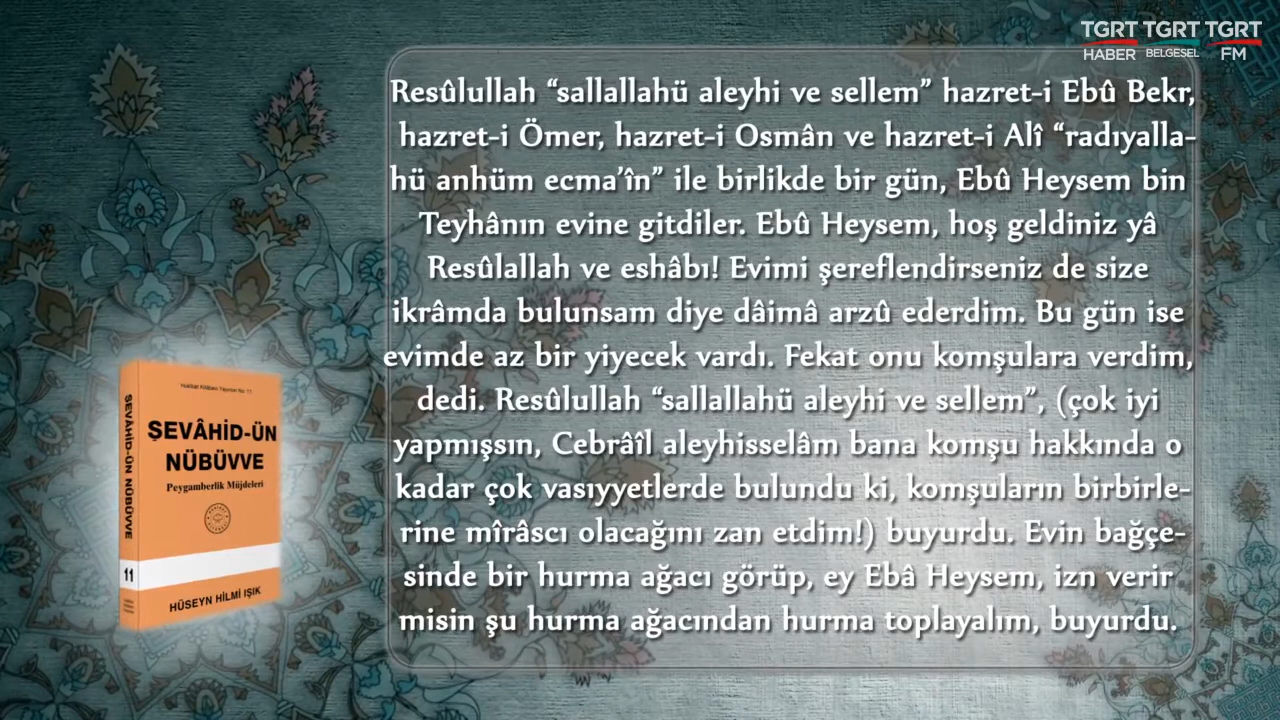 TGRT TGRT TGRT
HABER BELGESEL FM
Resûlullah “sallallahü aleyhi ve sellem” hazret-i Ebû Bekr,
hazret-i Ömer, hazret-i Osmân ve hazret-i Alî “radıyalla-
hü anhüm ecma’în” ile birlikde bir gün, Ebû Heysem bin
Teyhânın evine gitdiler. Ebû Heysem, hoş geldiniz yâ
Resûlallah ve eshâbı! Evimi şereflendirseniz de size
ikrâmda bulunsam diye dâimâ arzû ederdim. Bu gün ise
evimde az bir yiyecek vardı. Fekat onu komşulara verdim,
dedi. Resûlullah “sallallahü aleyhi ve sellem”, (çok iyi
yapmışsın, Cebrâîl aleyhisselâm bana komşu hakkında o
kadar çok vasıyyetlerde bulundu ki, komşuların birbirle-
rine mîrâscı olacağını zan etdim!) buyurdu. Evin bağçe-
sinde bir hurma ağacı görüp, ey Ebâ Heysem, izn verir
misin şu hurma ağacından hurma toplayalım, buyurdu.
Hakîkat Kitâbevi Yayınları No: 11
ŞEVÂHİD-ÜN
NÜBÜVVE
Peygamberlik Müjdeleri
HÜSEYN HİLMİ IŞIK
ŞEVÂHİD-ÜN NÜBÜVVE
11